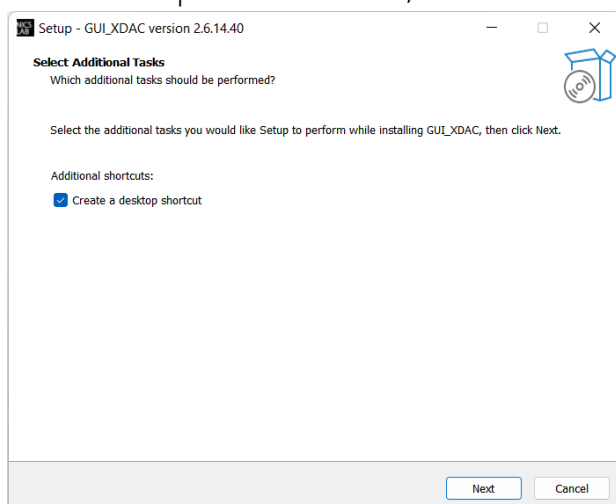 NICS
LAB
Setup - GUI_XDAC version 2.6.14.40
Select Additional Tasks
Which additional tasks should be performed?
Select the additional tasks you would like Setup to perform while installing GUI_XDAC, then click Next.
Additional shortcuts:
Create a desktop shortcut
Next
Cancel